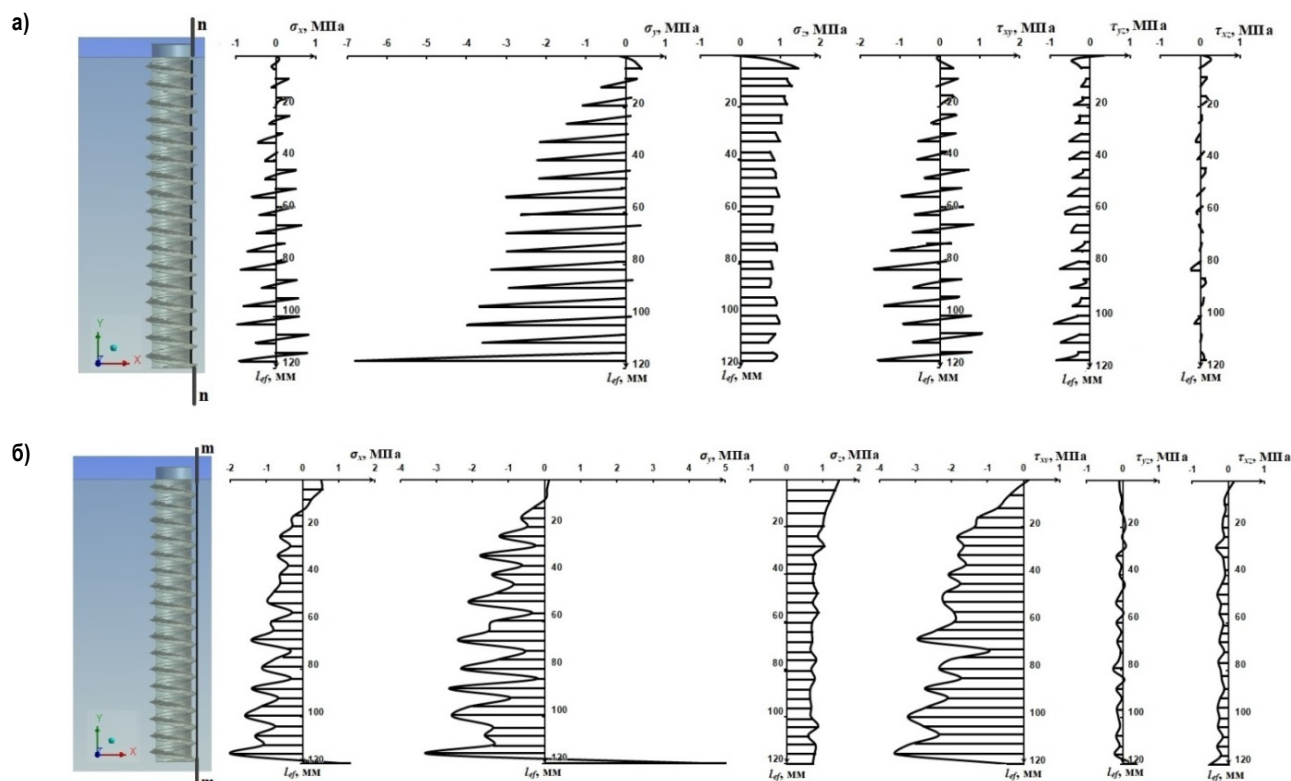 а)
n
σx, МПа
-1 0 1
σy, МПа
-7 -6 -5 -4 -3 -2 -1 0 1
σz, МПа
-1 0 1 2
τxy, МПа
-2 -1 0 1 2
τyz, МПа
-1 0 1
τxz, МПа
-1 0 1
20 20 20 20 20 20
40 40 40 40 40 40
60 60 60 60 60 60
80 80 80 80 80 80
100 100 100 100 100 100
120 120 120 120 120 120
lef, мм lef, мм lef, мм lef, мм lef, мм lef, мм
Y
Z
X
n
б)
m
σx, МПа
-2 -1 0 1 2
σy, МПа
-4 -3 -2 -1 0 1 2 3 4 5
σz, МПа
-1 0 1 2
τxy, МПа
-4 -3 -2 -1 0 1
τyz, МПа
-1 0 1
τxz, МПа
-1 0 1
20 20 20 20 20 20
40 40 40 40 40 40
60 60 60 60 60 60
80 80 80 80 80 80
100 100 100 100 100 100
120 120 120 120 120 120
lef, мм lef, мм lef, мм lef, мм lef, мм lef, мм
Y
X
m